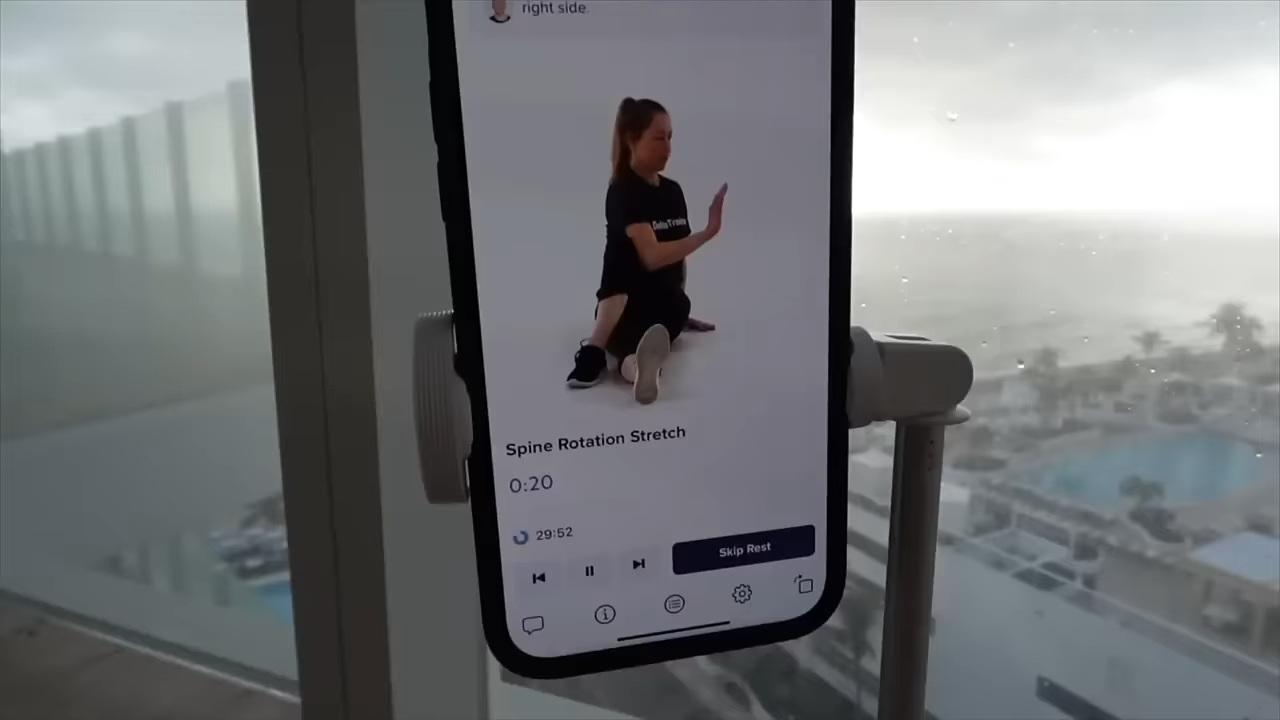 right side.
Spine Rotation Stretch
0:20
29:52
Skip Rest